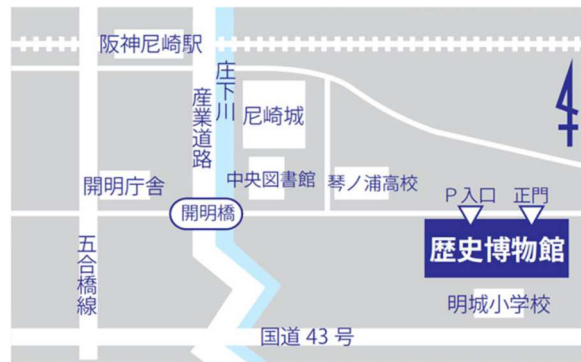 阪神尼崎駅
庄下川
産業道路
尼崎城
中央図書館
琴ノ浦高校
開明庁舎
開明橋
P入口
正門
歴史博物館
五合橋線
明城小学校
国道43号